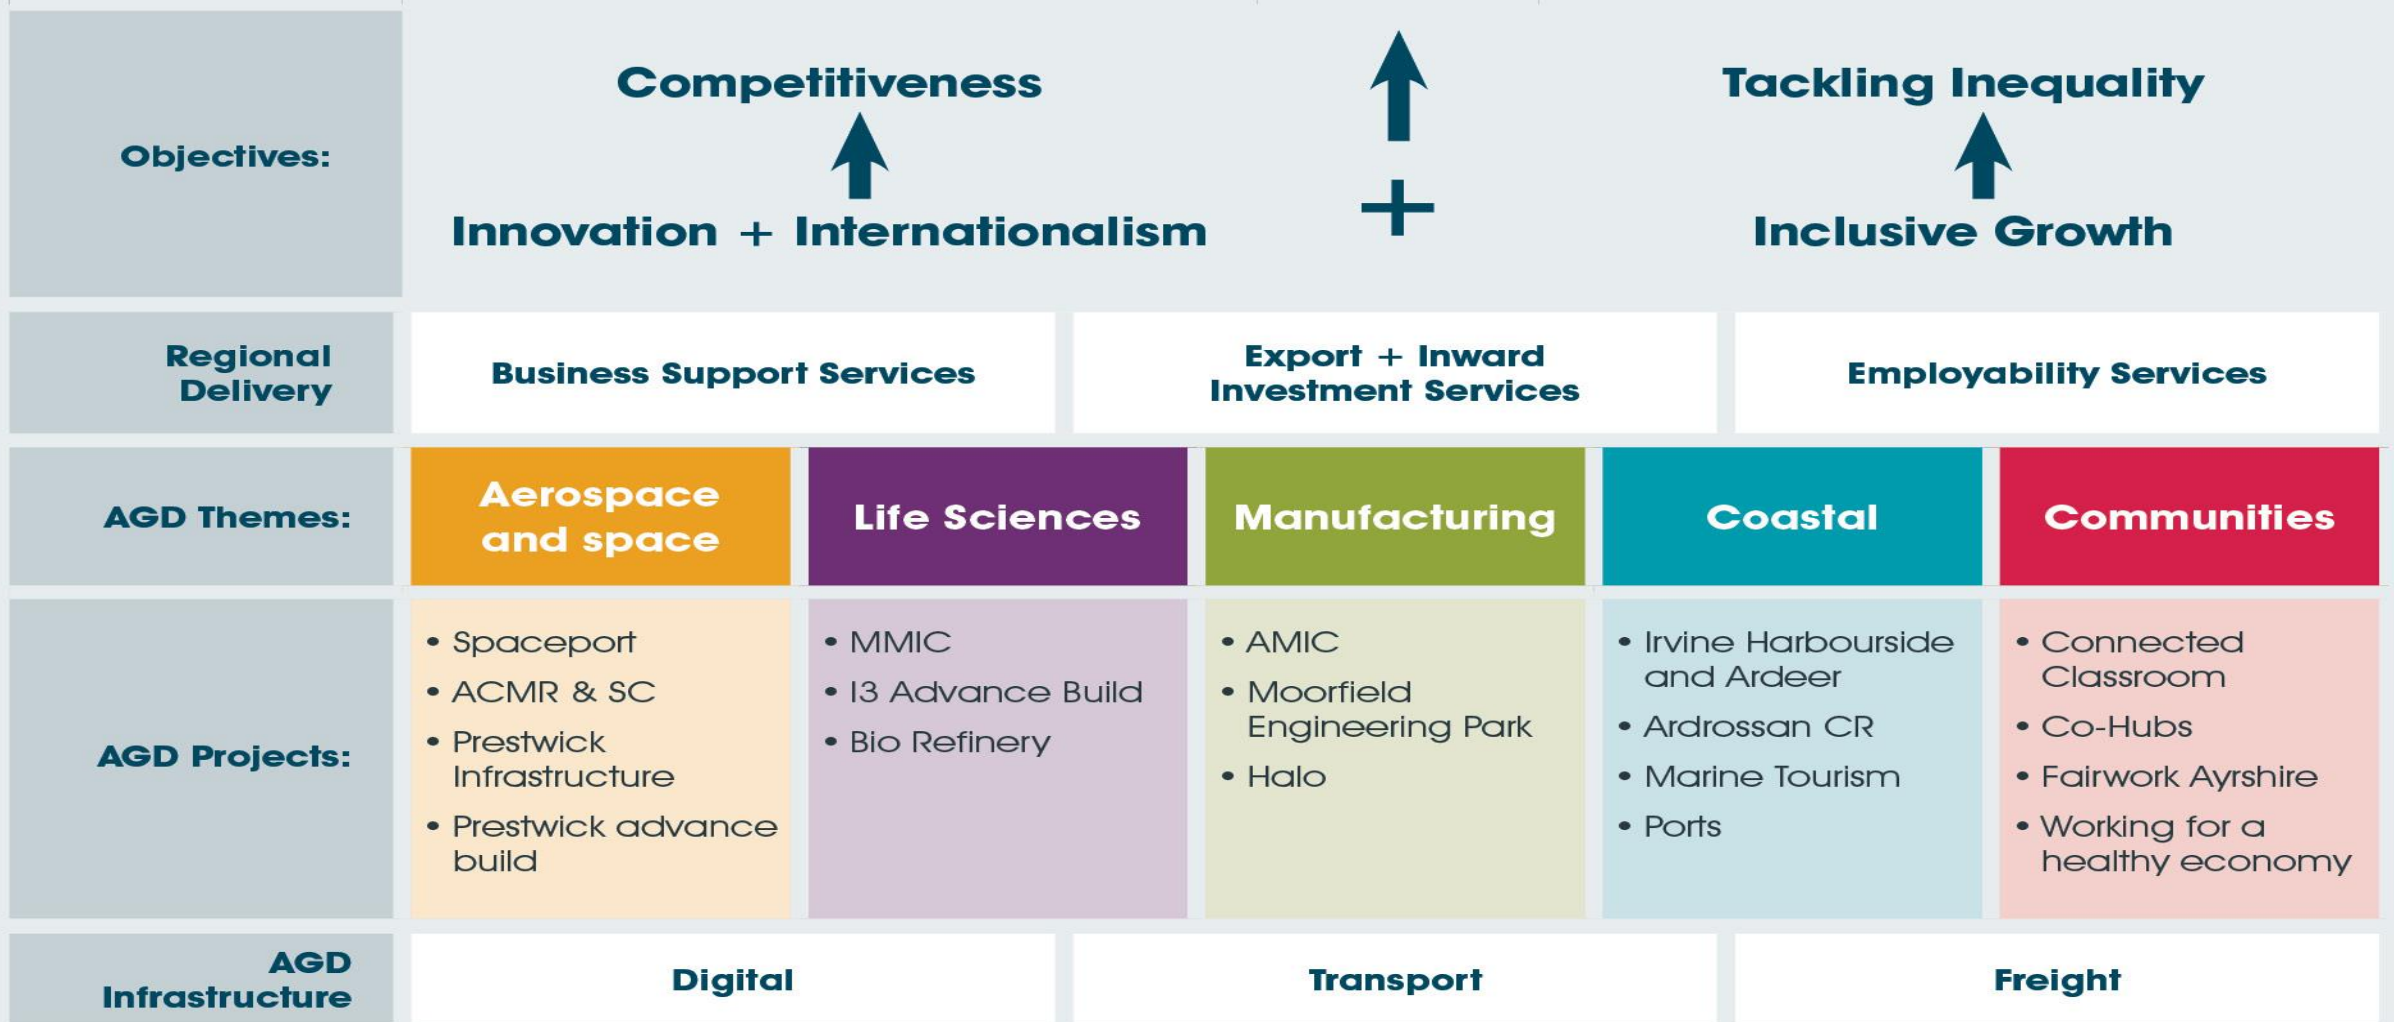 Objectives:
Competitiveness
Tackling Inequality
Innovation + Internationalism
+
Inclusive Growth
Regional
Delivery
Business Support Services
Export + Inward
Investment Services
Employability Services
AGD Themes:
Aerospace
and space
Life Sciences
Manufacturing
Coastal
Communities
AGD Projects:
• Spaceport
• ACMR & SC
• Prestwick
Infrastructure
• Prestwick advance
build
• MMIC
• I3 Advance Build
• Bio Refinery
• AMIC
• Moorfield
Engineering Park
• Halo
• Irvine Harbourside
and Ardeer
• Ardrossan CR
• Marine Tourism
• Ports
• Connected
Classroom
• Co-Hubs
• Fairwork Ayrshire
• Working for a
healthy economy
AGD
Infrastructure
Digital
Transport
Freight